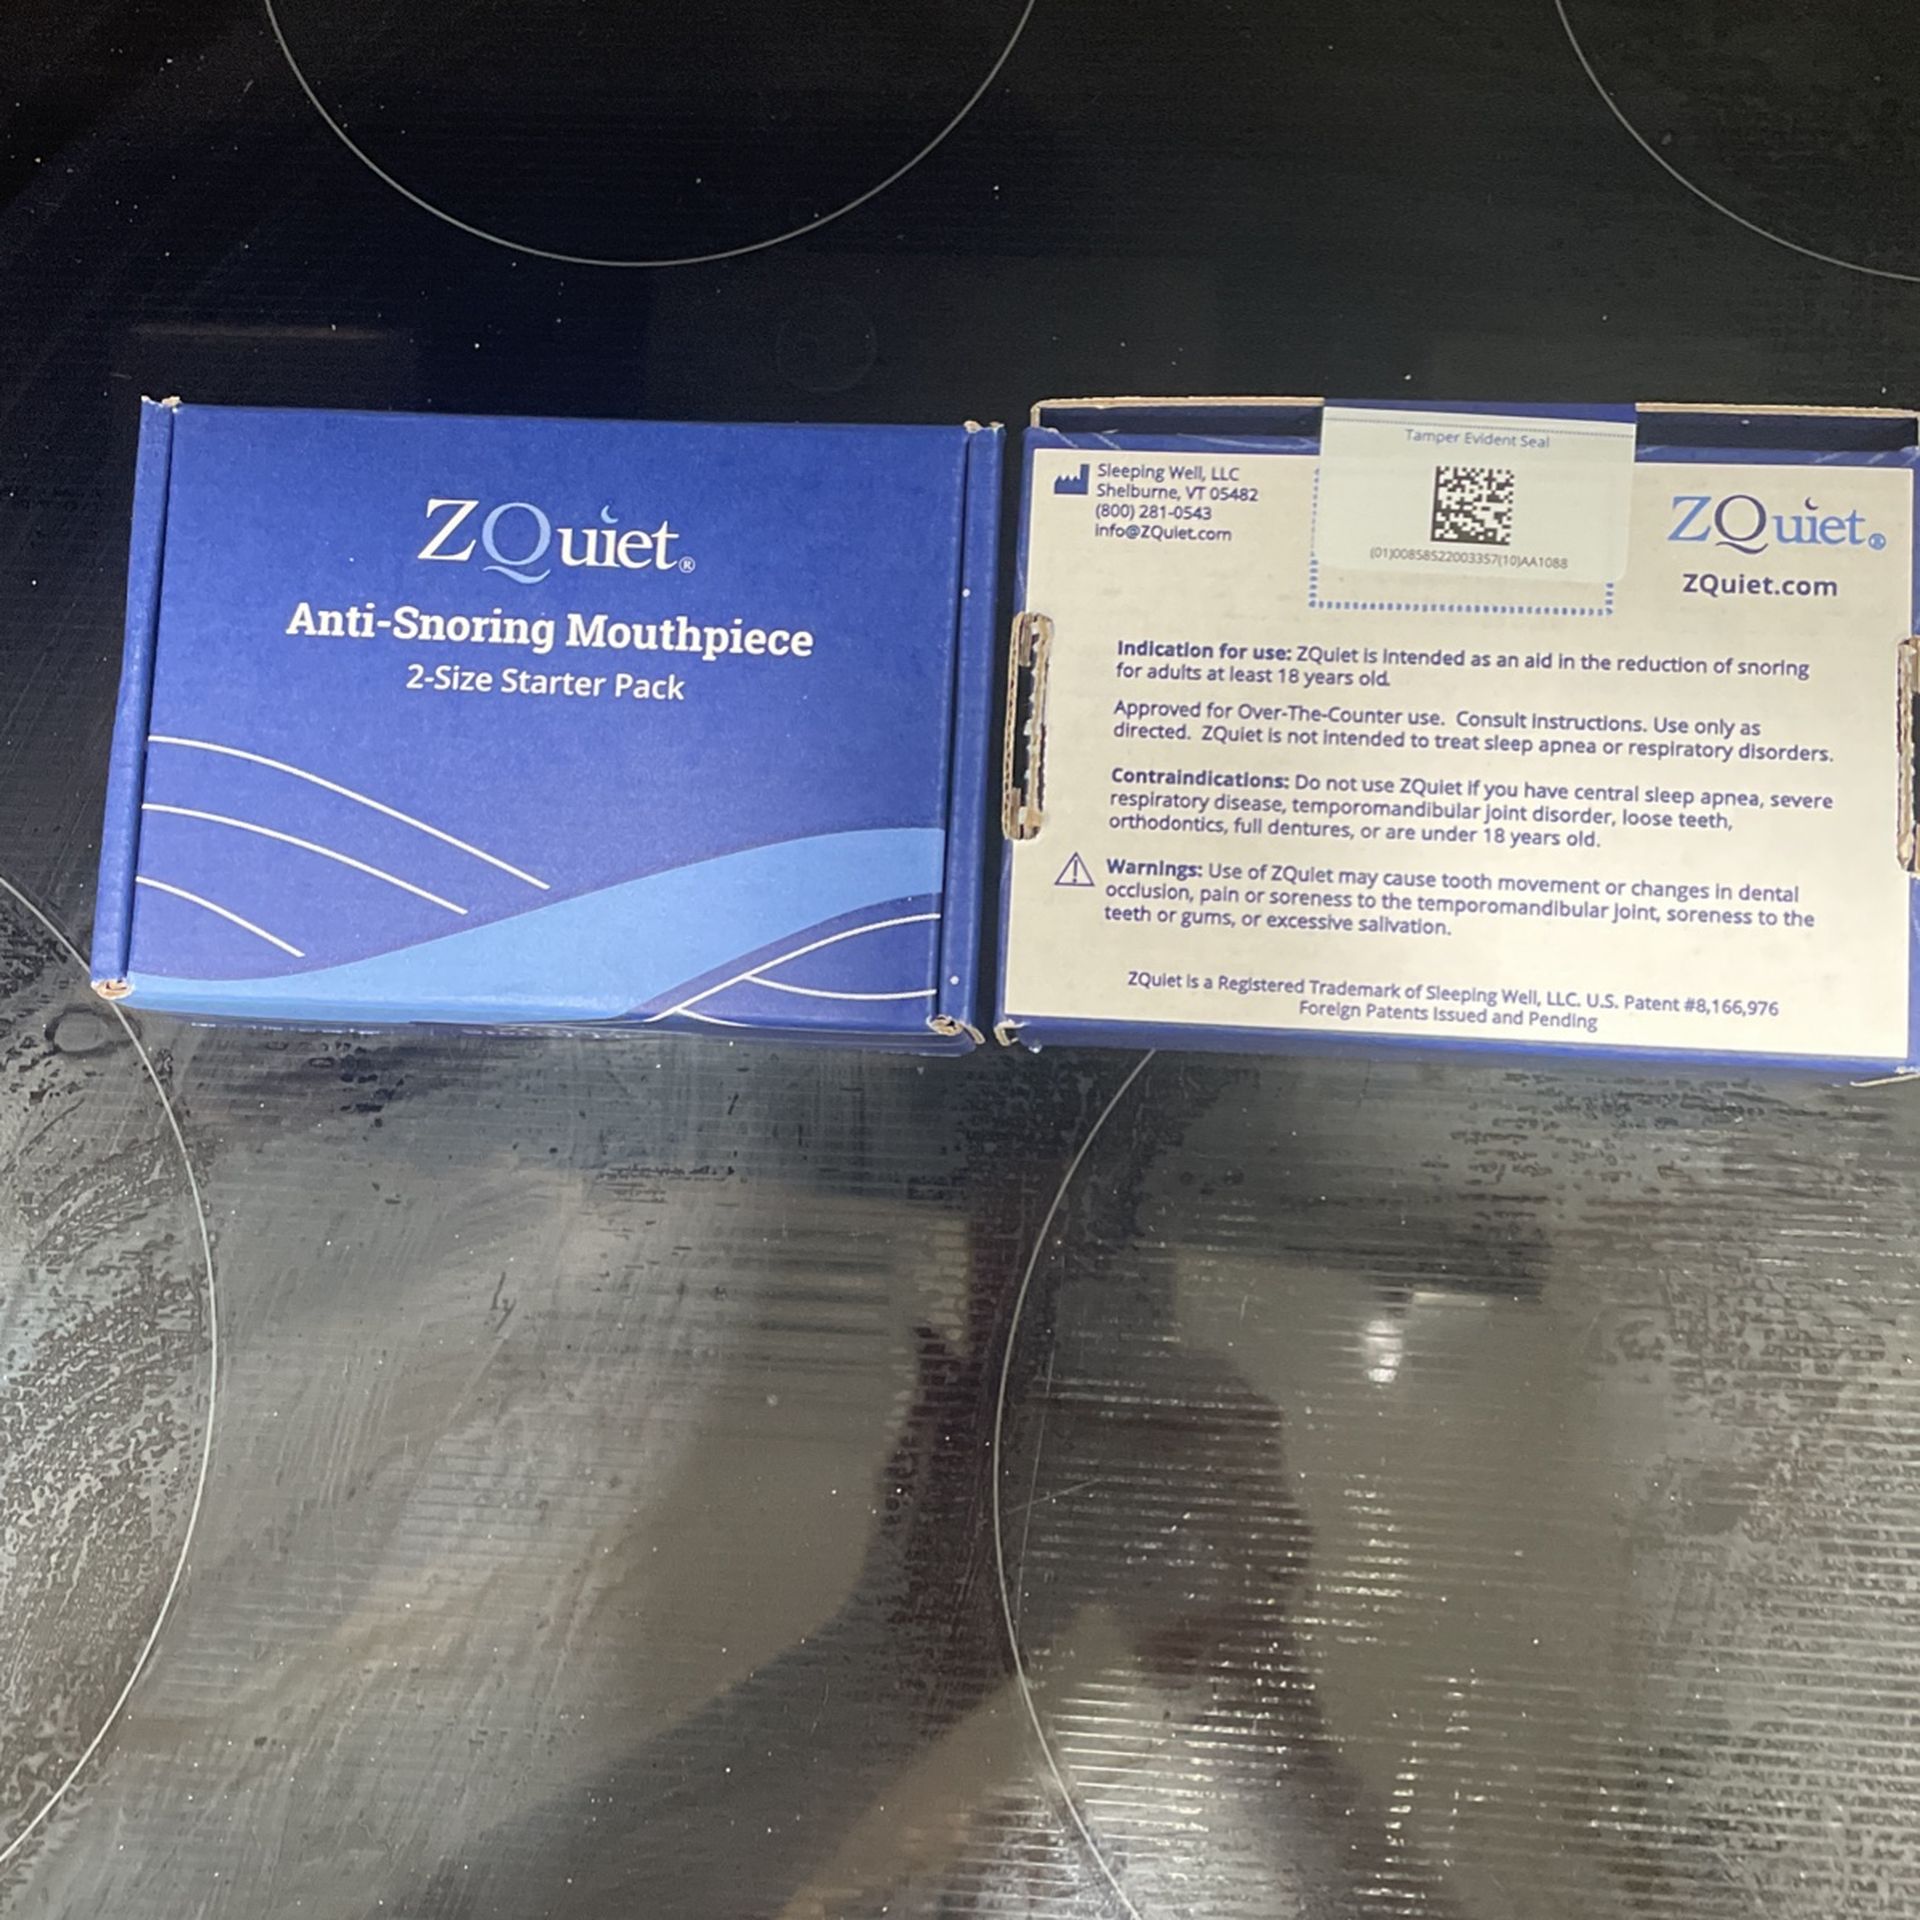 ZQuiet®
Anti-Snoring Mouthpiece
2-Size Starter Pack
Sleeping Well, LLC
Shelburne, VT 05482
(800) 281-0543
info@ZQuiet.com
Tamper Evident Seal
(01)00858522003357(10)AA1088
ZQuiet®
ZQuiet.com
Indication for use: ZQuiet is intended as an aid in the reduction of snoring
for adults at least 18 years old.
Approved for Over-The-Counter use. Consult instructions. Use only as
directed. ZQuiet is not intended to treat sleep apnea or respiratory disorders.
Contraindications: Do not use ZQuiet if you have central sleep apnea, severe
respiratory disease, temporomandibular joint disorder, loose teeth,
orthodontics, full dentures, or are under 18 years old.
Warnings: Use of ZQuiet may cause tooth movement or changes in dental
occlusion, pain or soreness to the temporomandibular joint, soreness to the
teeth or gums, or excessive salivation.
ZQuiet is a Registered Trademark of Sleeping Well, LLC. U.S. Patent #8,166,976
Foreign Patents Issued and Pending